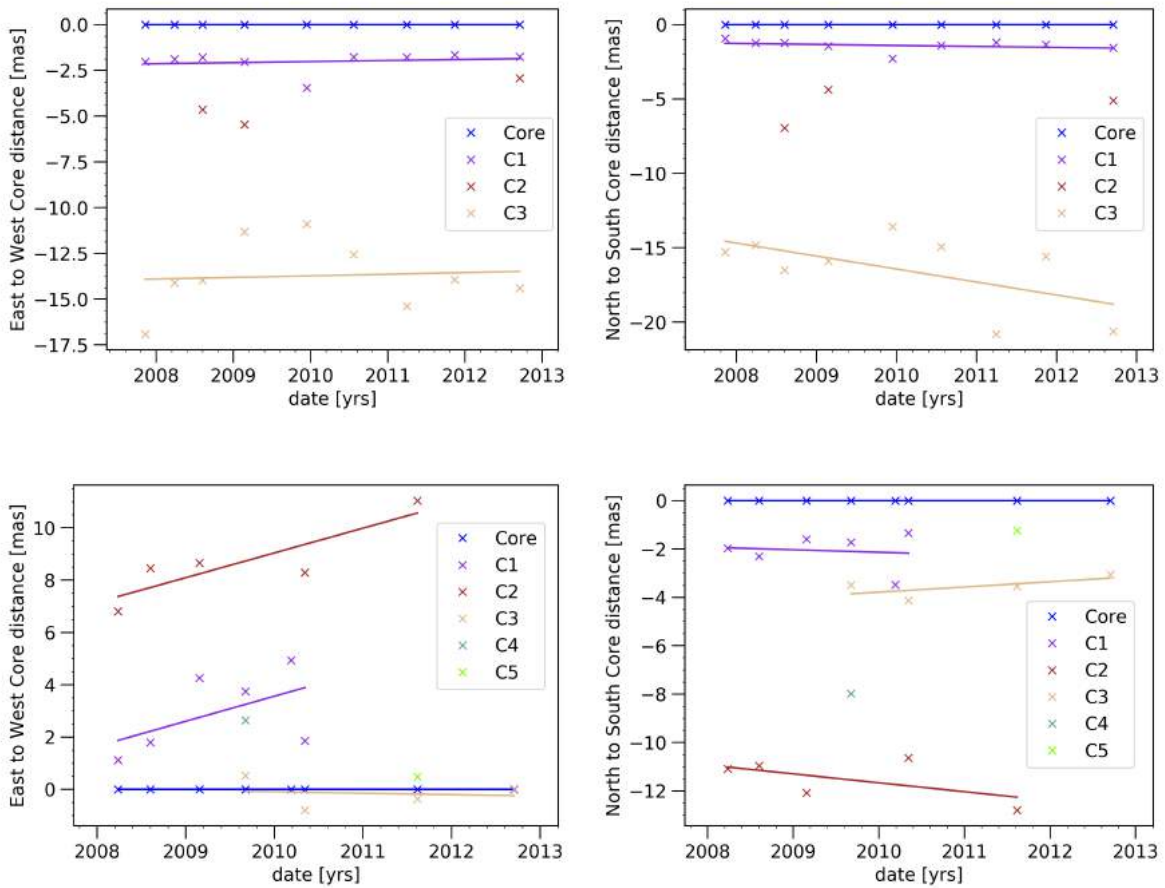 0.0
−2.5
−5.0
−7.5
−10.0
−12.5
−15.0
−17.5
East to West Core distance [mas]
Core
C1
C2
C3
2008 2009 2010 2011 2012 2013
date [yrs]
0
−5
−10
−15
−20
North to South Core distance [mas]
Core
C1
C2
C3
2008 2009 2010 2011 2012 2013
date [yrs]
10
8
6
4
2
0
East to West Core distance [mas]
Core
C1
C2
C3
C4
C5
2008 2009 2010 2011 2012 2013
date [yrs]
0
−2
−4
−6
−8
−10
−12
North to South Core distance [mas]
Core
C1
C2
C3
C4
C5
2008 2009 2010 2011 2012 2013
date [yrs]